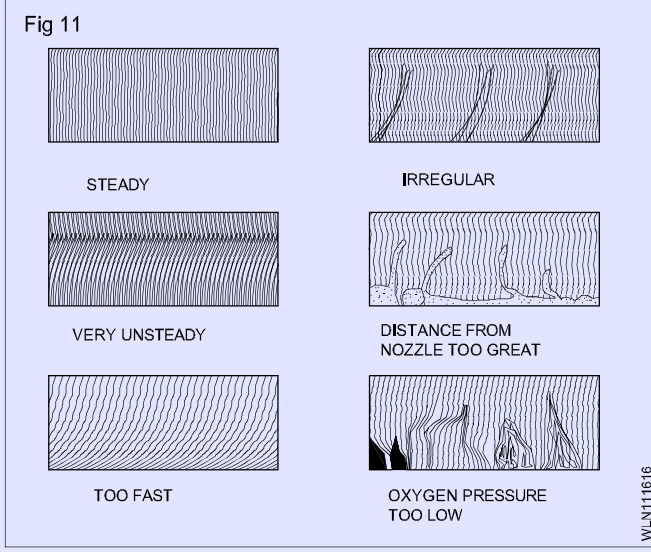 Fig 11
STEADY
IRREGULAR
VERY UNSTEADY
DISTANCE FROM
NOZZLE TOO GREAT
TOO FAST
OXYGEN PRESSURE
TOO LOW
WLN111616